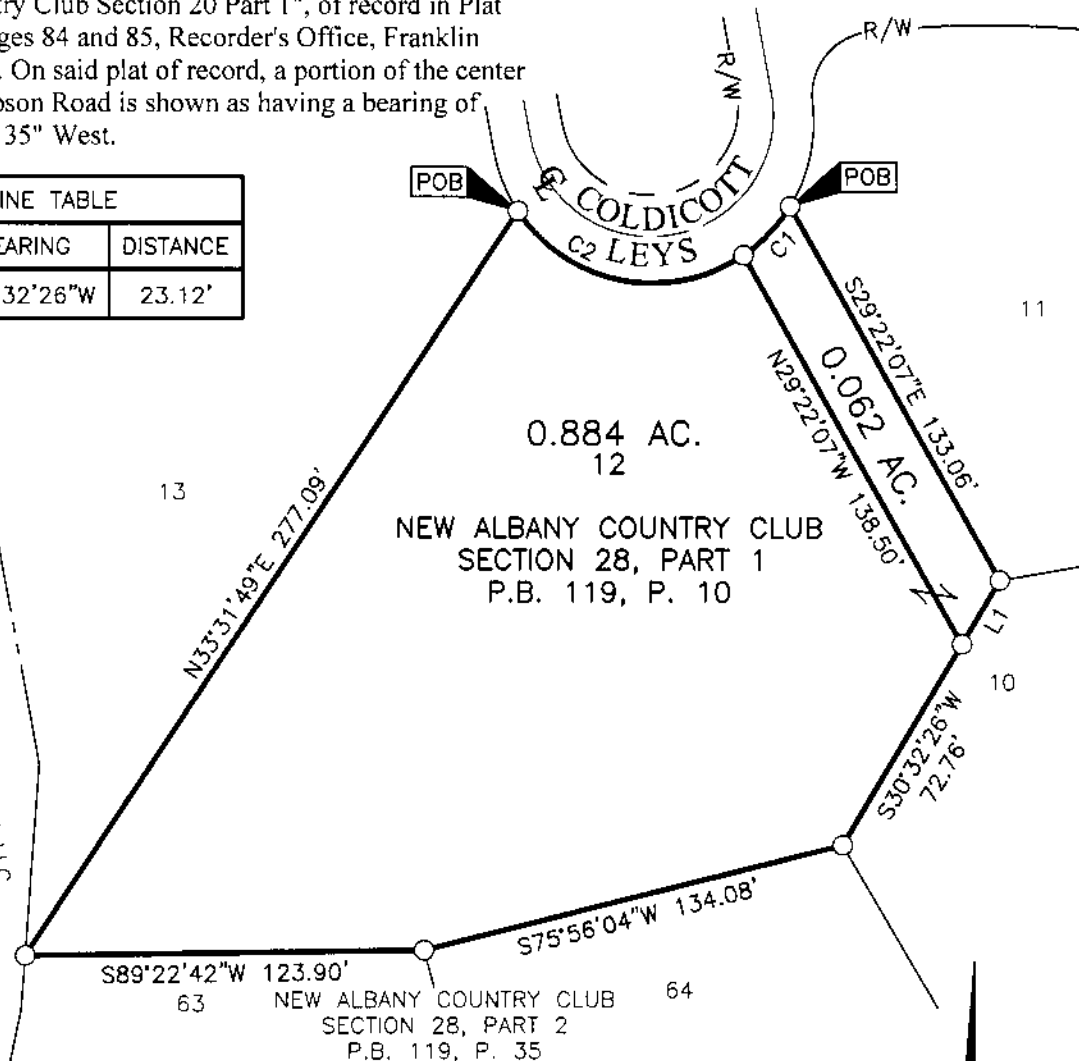 ry Club Section 20 Part 1", of record in Plat
ges 84 and 85, Recorder's Office, Franklin
. On said plat of record, a portion of the center
oson Road is shown as having a bearing of
35" West.
INE TABLE
EARING DISTANCE
32'26"W 23.12'
R/W
R/W
POB
POB
℄ COLDICOTT
LEYS
C2
C1
11
S29°22'07"E 133.06'
0.062 AC.
N29°22'07"W 138.50'
0.884 AC.
12
13
N33°31'49"E 277.09'
NEW ALBANY COUNTRY CLUB
SECTION 28, PART 1
P.B. 119, P. 10
Z
L1
10
S30°32'26"W
72.76'
S75°56'04"W 134.08'
S89°22'42"W 123.90'
63
64
NEW ALBANY COUNTRY CLUB
SECTION 28, PART 2
P.B. 119, P. 35